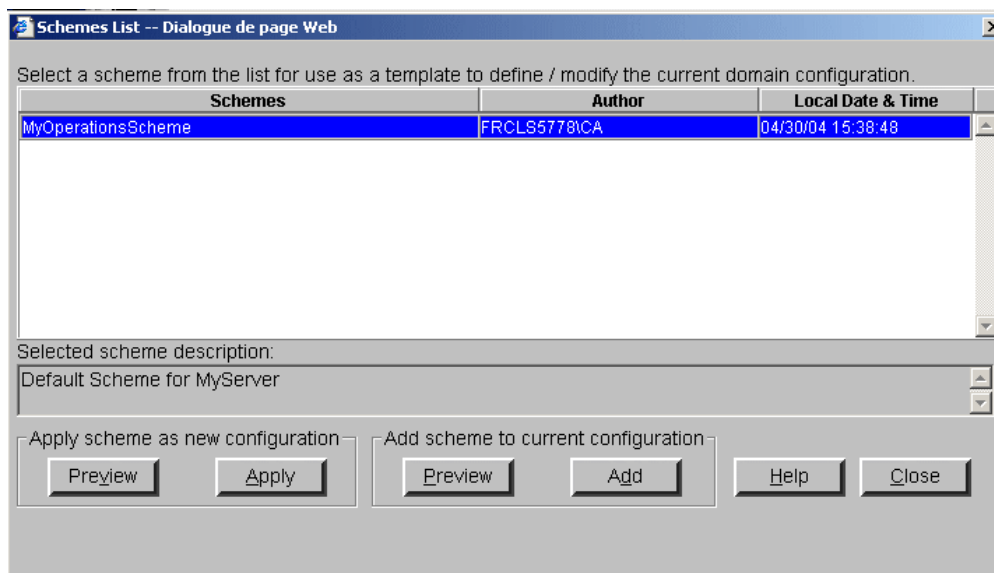 Schemes List -- Dialogue de page Web
Select a scheme from the list for use as a template to define / modify the current domain configuration.
Schemes Author Local Date & Time
MyOperationsScheme FRCLS5778\CA 04/30/04 15:38:48
Selected scheme description:
Default Scheme for MyServer
Apply scheme as new configuration Add scheme to current configuration
Preview Apply Preview Add Help Close